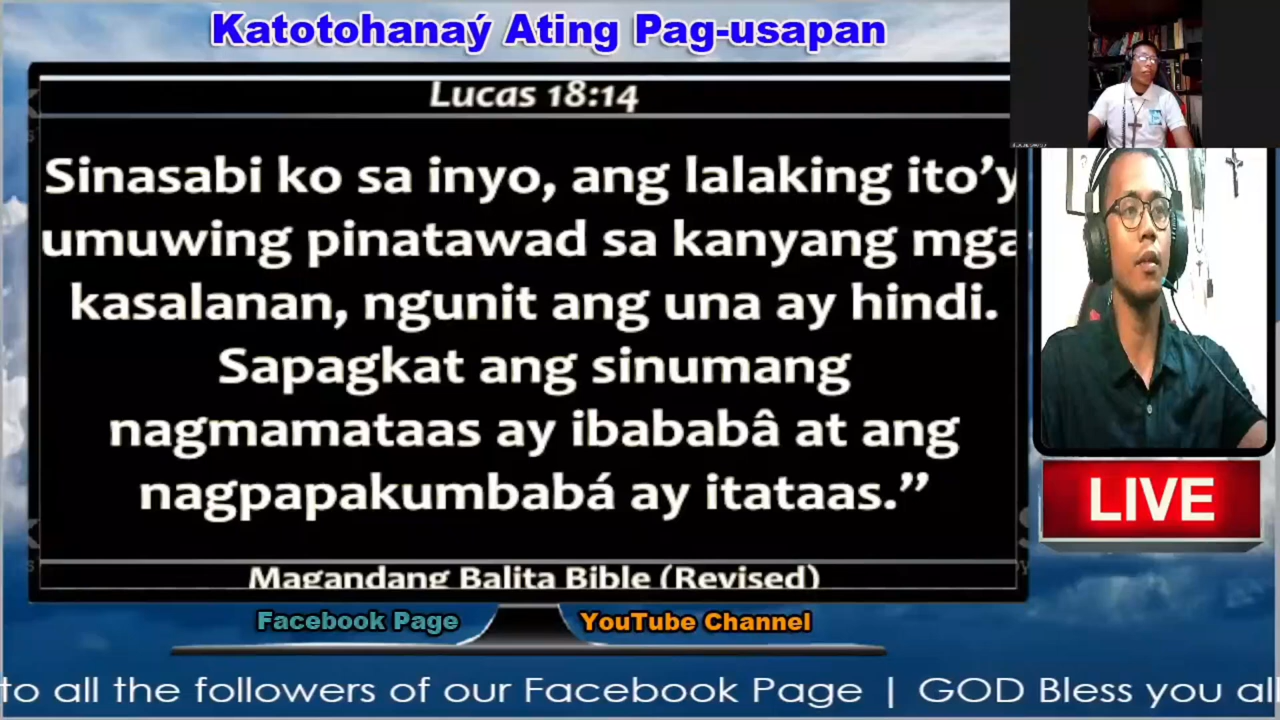 Katotohanaý Ating Pag-usapan
Lucas 18:14
Sinasabi ko sa inyo, ang lalaking ito’y
umuwing pinatawad sa kanyang mga
kasalanan, ngunit ang una ay hindi.
Sapagkat ang sinumang
nagmamataas ay ibababâ at ang
nagpapakumbabá ay itataas.”
Magandang Balita Bible (Revised)
LIVE
Facebook Page
YouTube Channel
to all the followers of our Facebook Page | GOD Bless you all